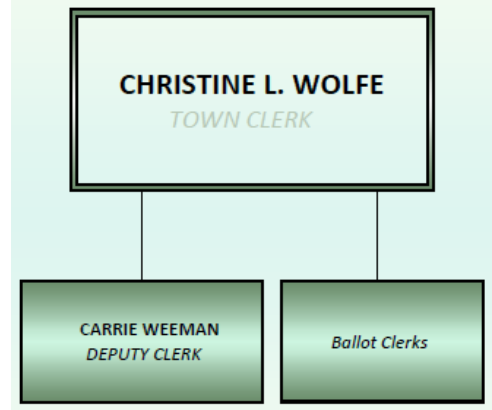 CHRISTINE L. WOLFE
TOWN CLERK
CARRIE WEEMAN
DEPUTY CLERK
Ballot Clerks